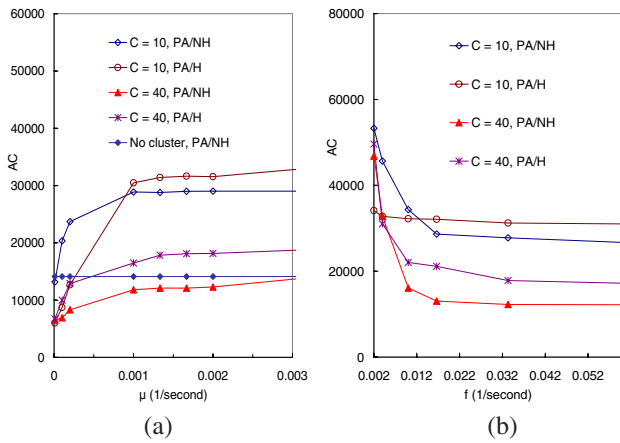 60000
50000
40000
30000
20000
10000
0
AC
C = 10, PA/NH
C = 10, PA/H
C = 40, PA/NH
C = 40, PA/H
No cluster, PA/NH
0 0.001 0.002 0.003
μ (1/second)
(a)
80000
60000
40000
20000
0
AC
C = 10, PA/NH
C = 10, PA/H
C = 40, PA/NH
C = 40, PA/H
0.002 0.012 0.022 0.032 0.042 0.052
f (1/second)
(b)